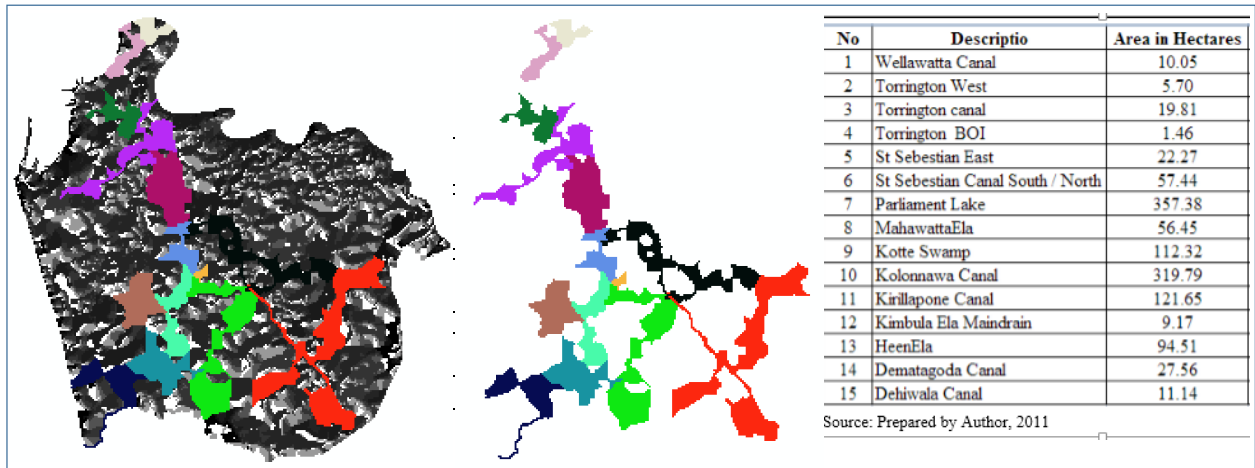 No Descriptio Area in Hectares
1 Wellawatta Canal 10.05
2 Torrington West 5.70
3 Torrington canal 19.81
4 Torrington BOI 1.46
5 St Sebestian East 22.27
6 St Sebestian Canal South / North 57.44
7 Parliament Lake 357.38
8 MahawattaEla 56.45
9 Kotte Swamp 112.32
10 Kolonnawa Canal 319.79
11 Kirillapone Canal 121.65
12 Kimbula Ela Maindrain 9.17
13 HeenEla 94.51
14 Dematagoda Canal 27.56
15 Dehiwala Canal 11.14
Source: Prepared by Author, 2011